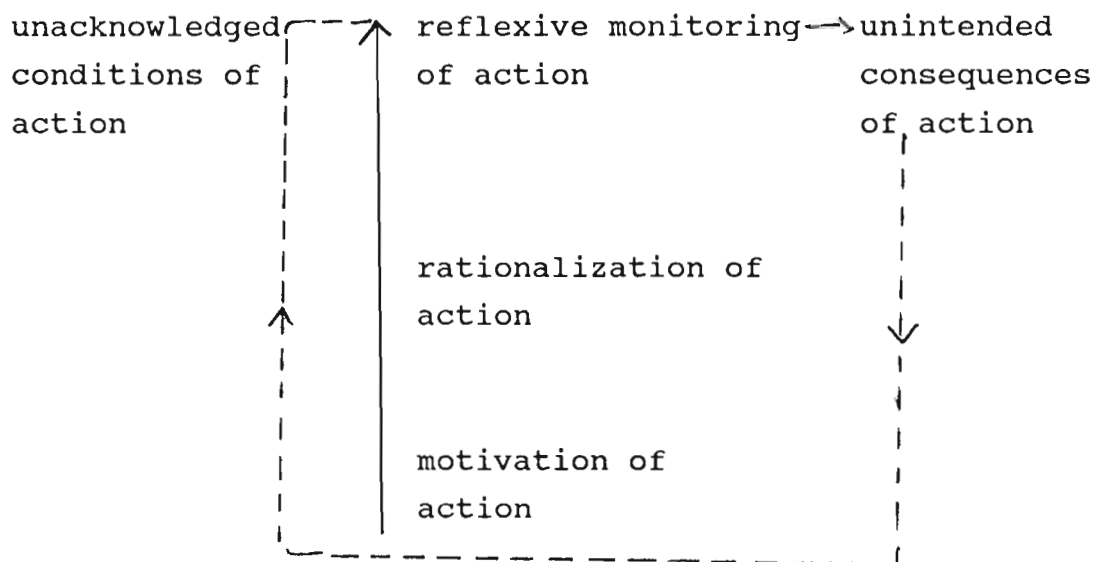 unacknowledged
conditions of
action
reflexive monitoring
of action
unintended
consequences
of action
rationalization of
action
motivation of
action